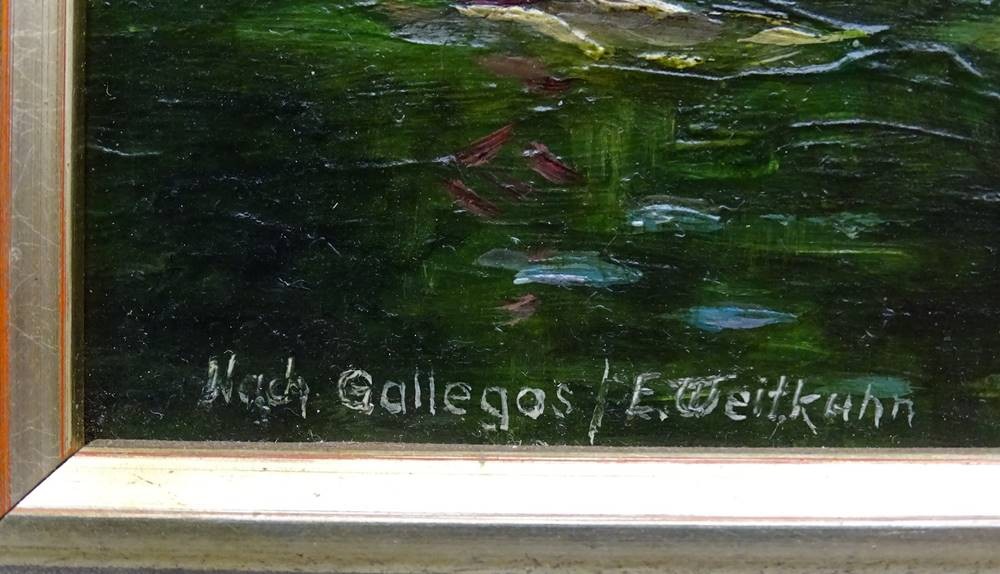 Nach Gallegos / E. Weitkuhn